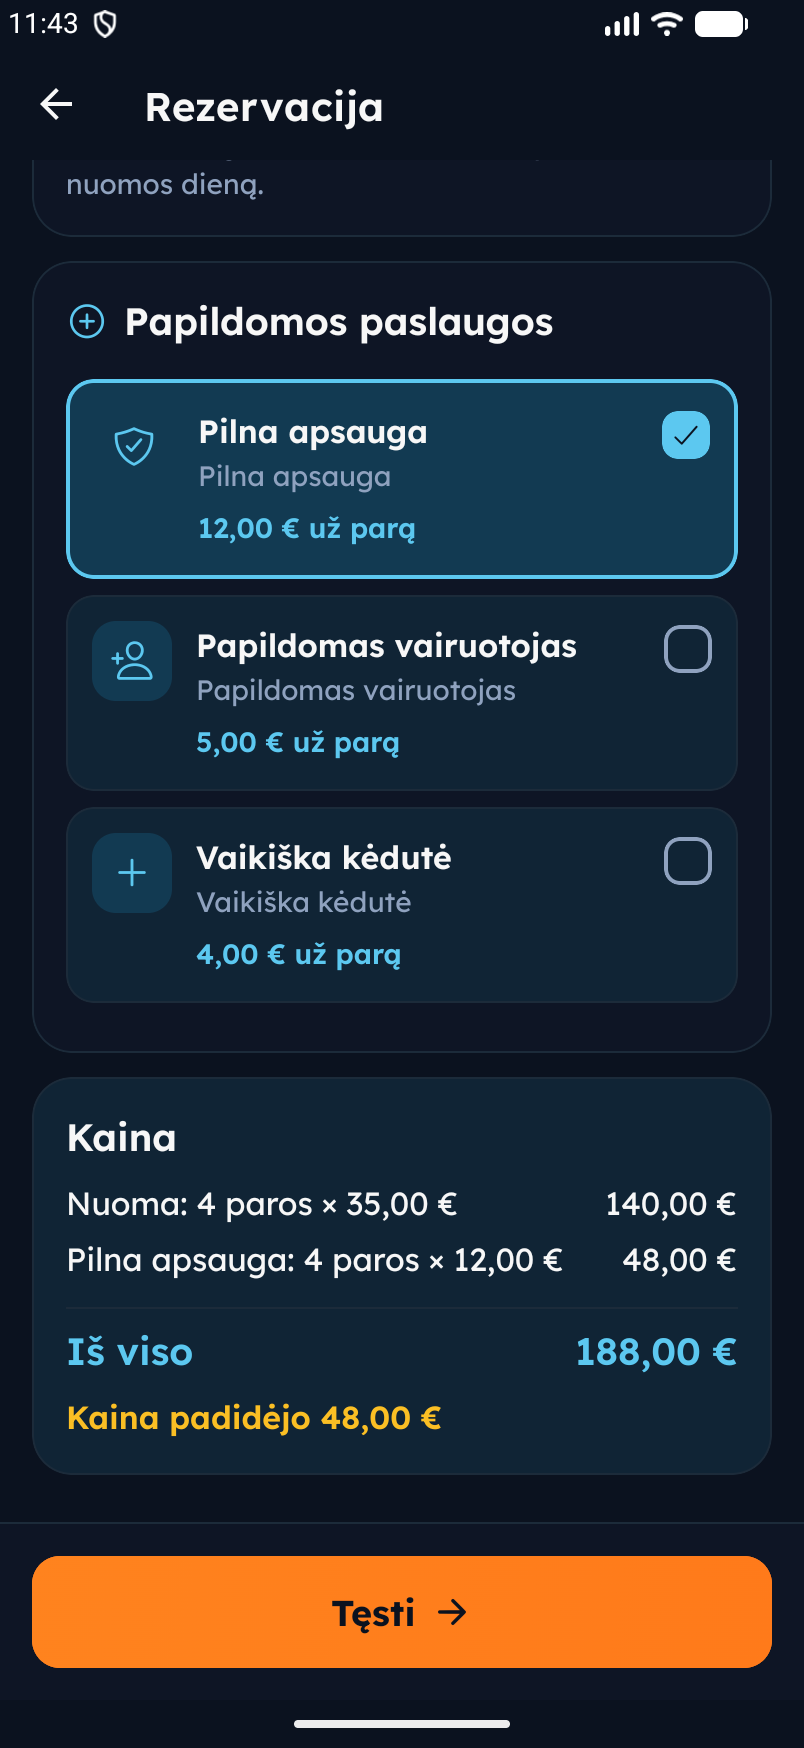 11:43
Rezervacija
nuomos dieną.
Papildomos paslaugos
Pilna apsauga
Pilna apsauga
12,00 € už parą
Papildomas vairuotojas
Papildomas vairuotojas
5,00 € už parą
Vaikiška kėdutė
Vaikiška kėdutė
4,00 € už parą
Kaina
Nuoma: 4 paros × 35,00 € 140,00 €
Pilna apsauga: 4 paros × 12,00 € 48,00 €
Iš viso 188,00 €
Kaina padidėjo 48,00 €
Tęsti →